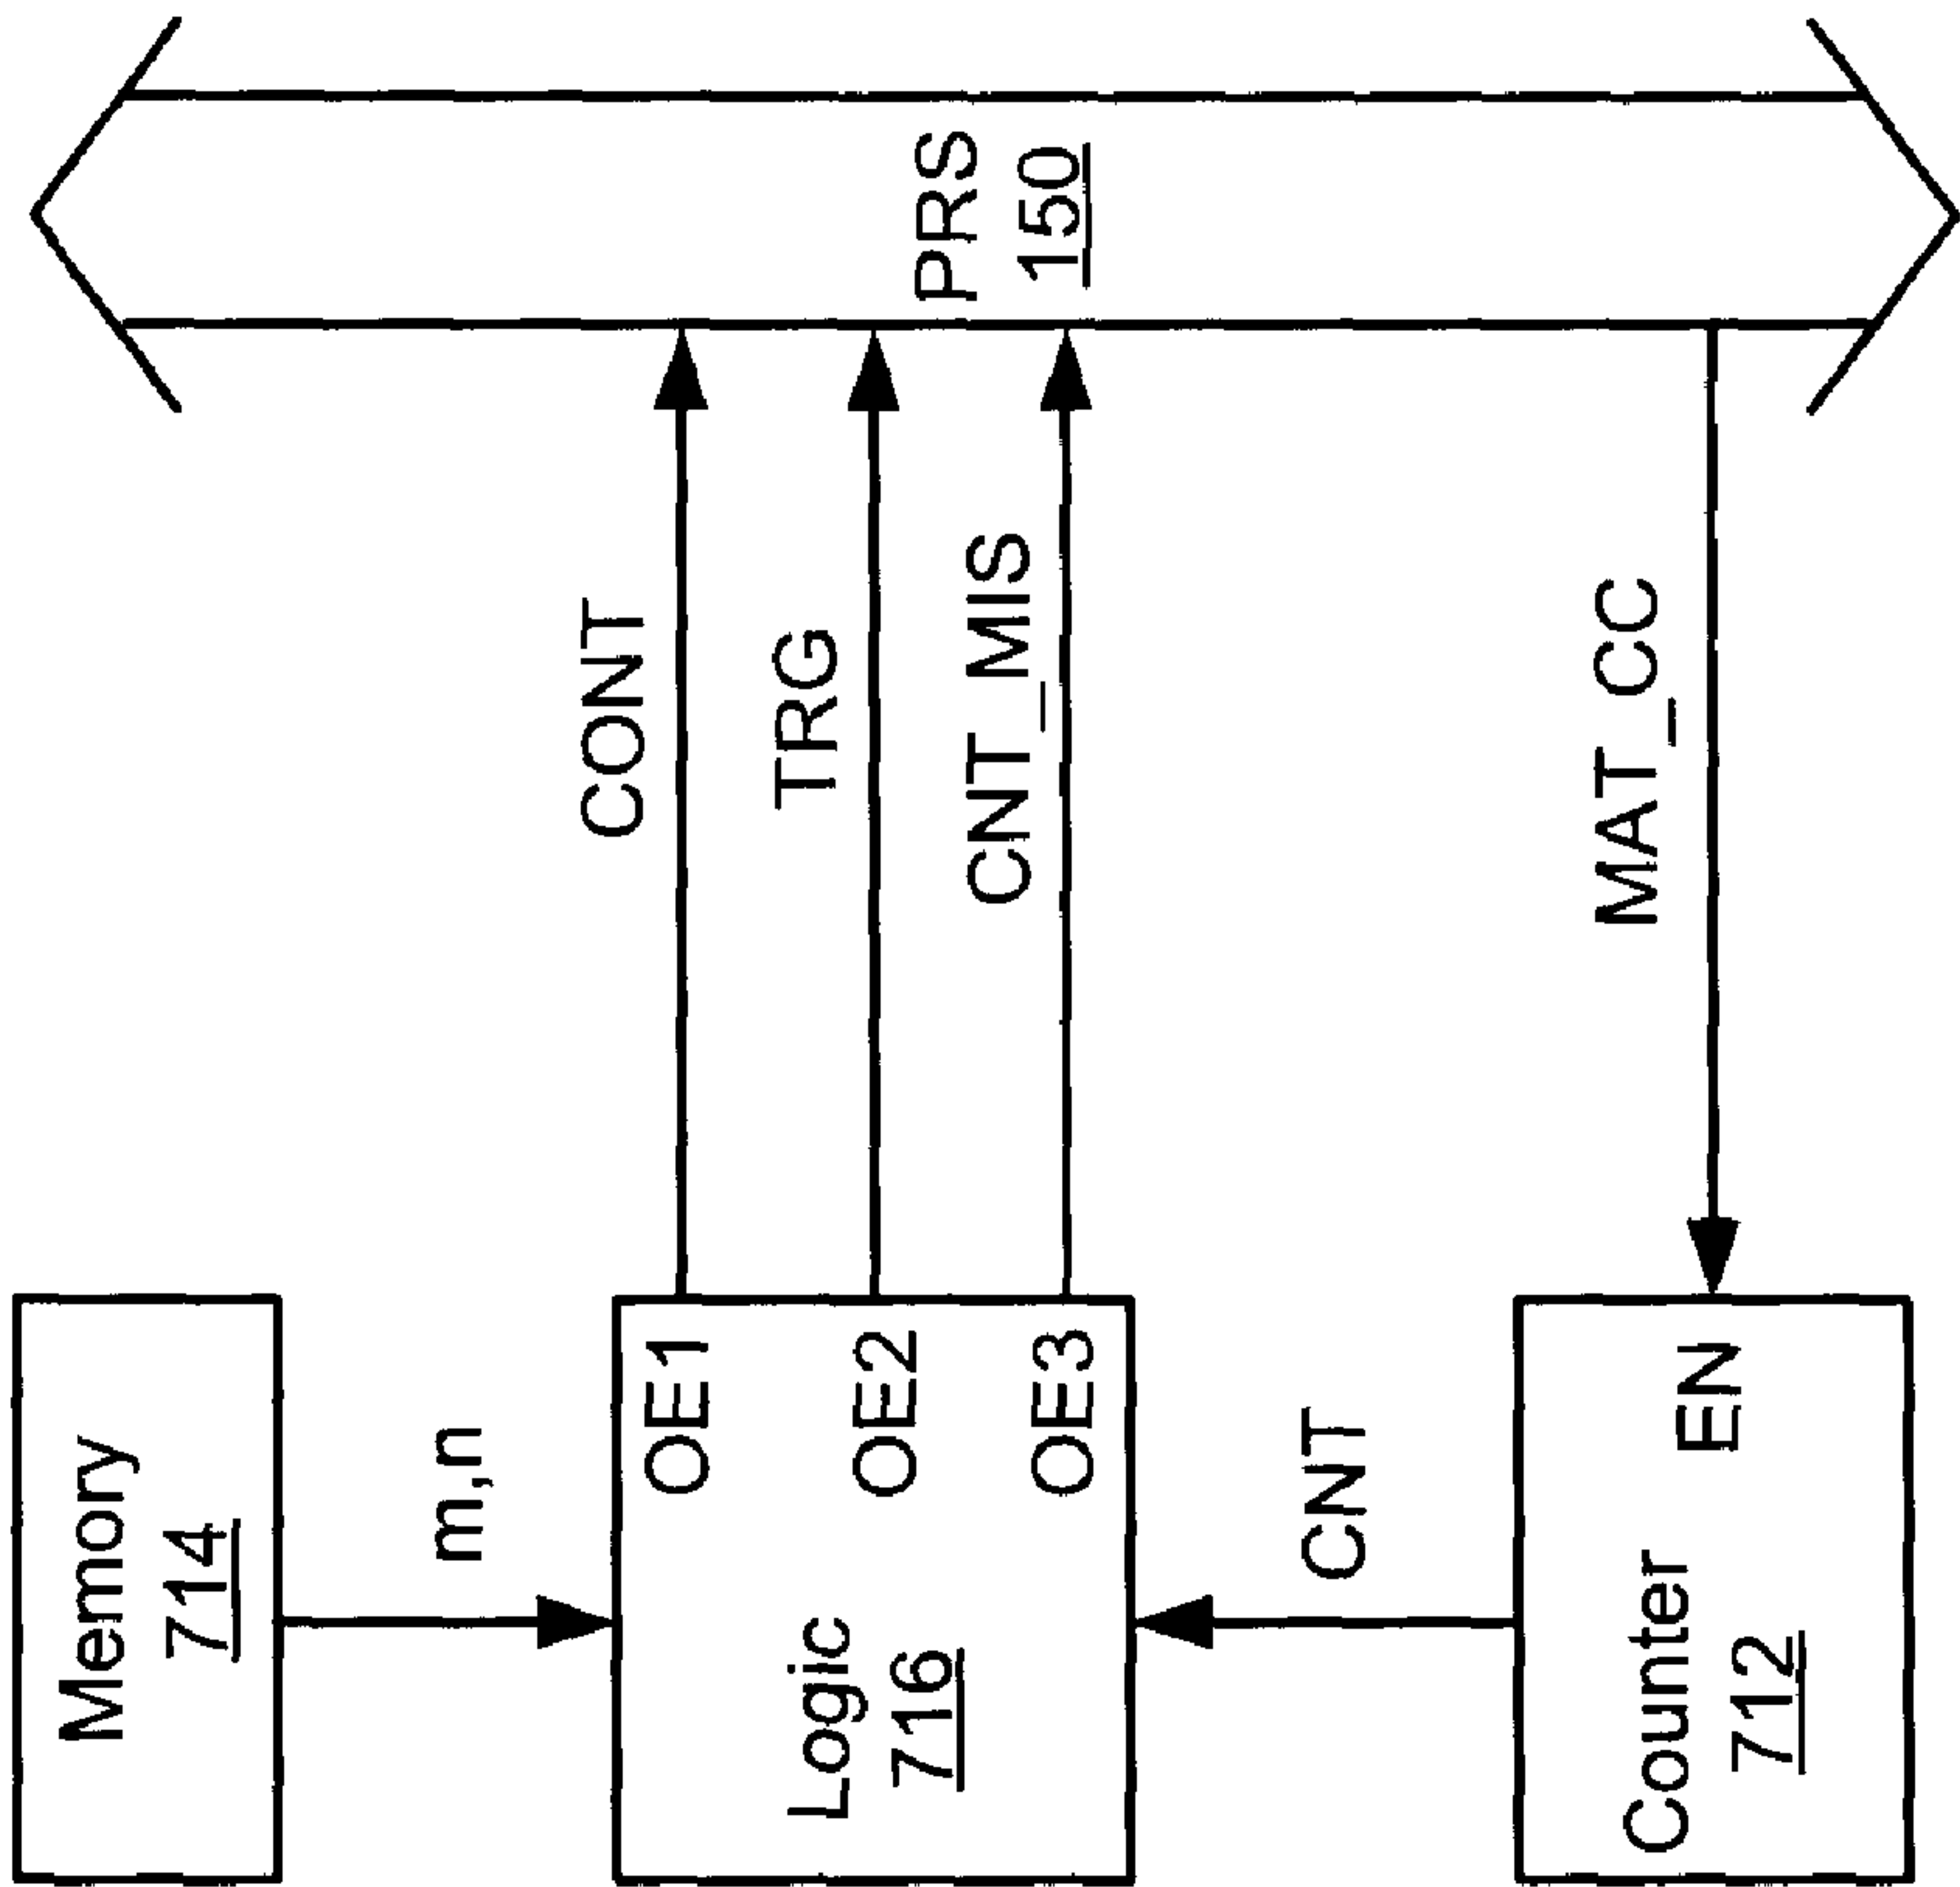 Memory
714
m,n
Logic
716
OE1
OE2
OE3
CNT
Counter
712
EN
CONT
TRG
CNT_MIS
MAT_CC
PRS
150